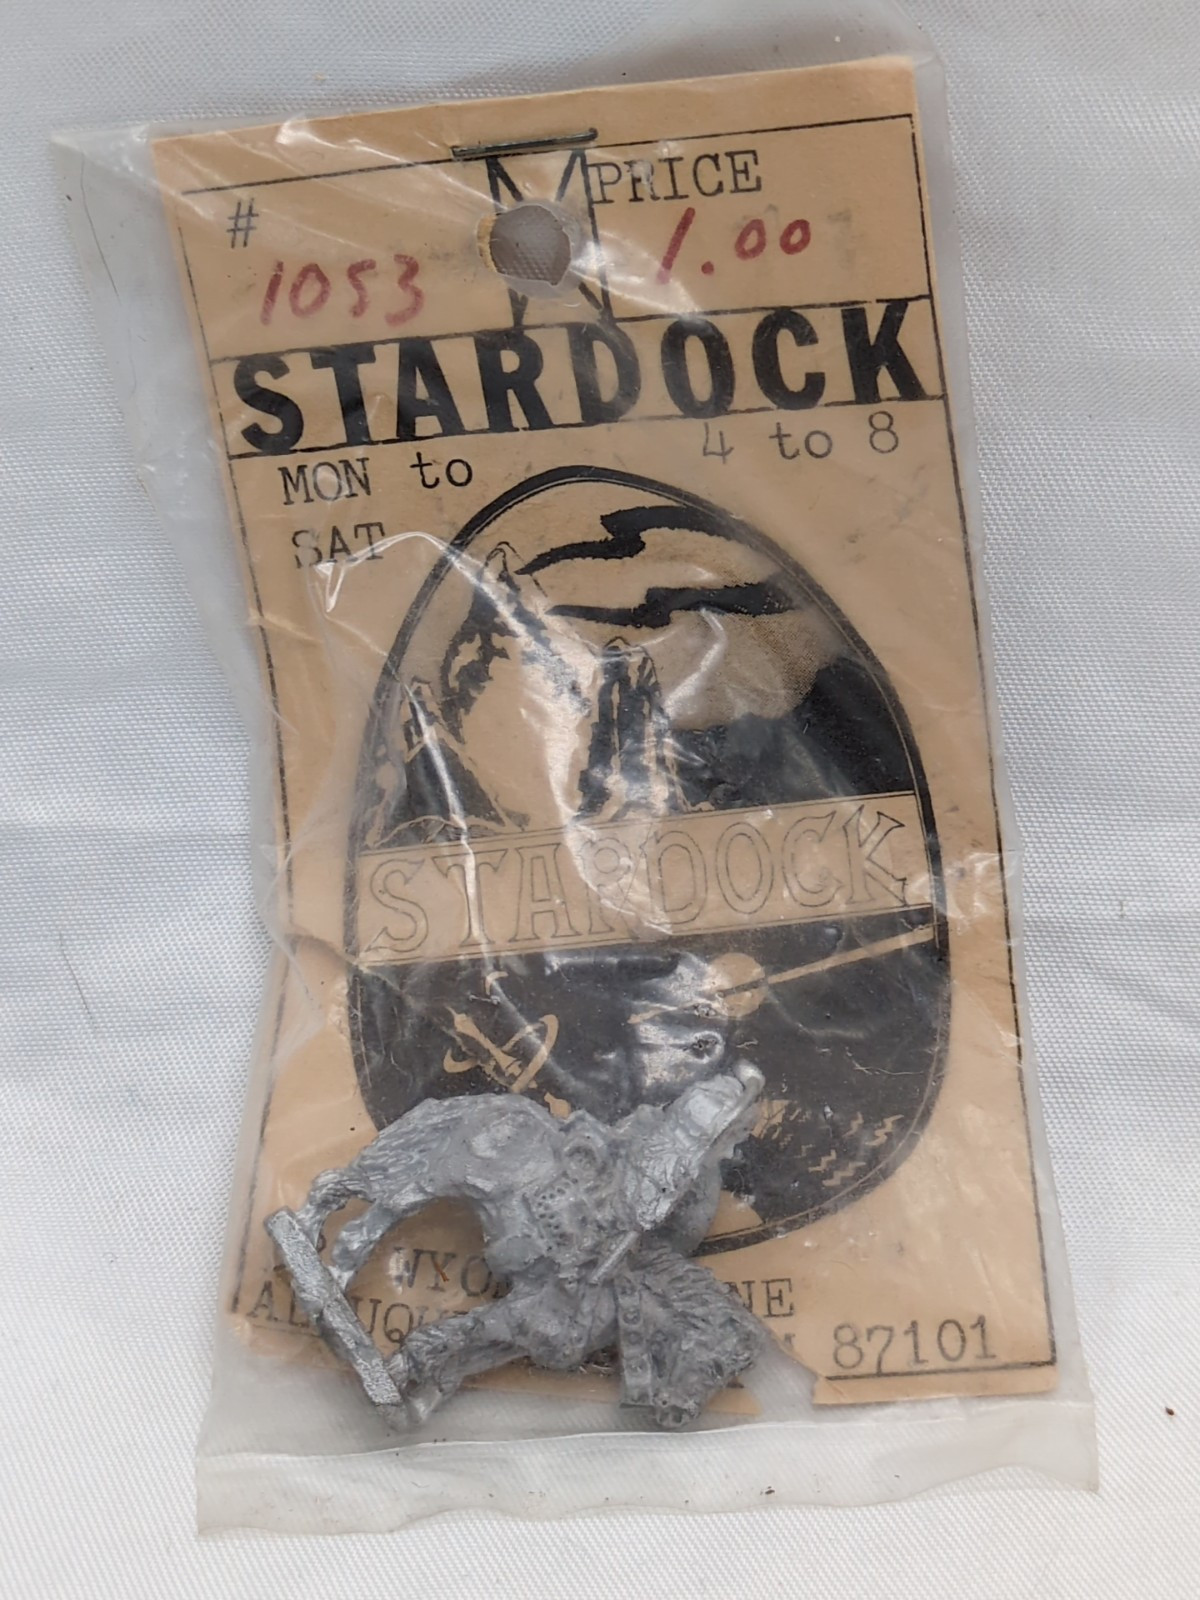 # PRICE
1053 1.00
STARDOCK
MON to 4 to 8
SAT
STARDOCK
87101